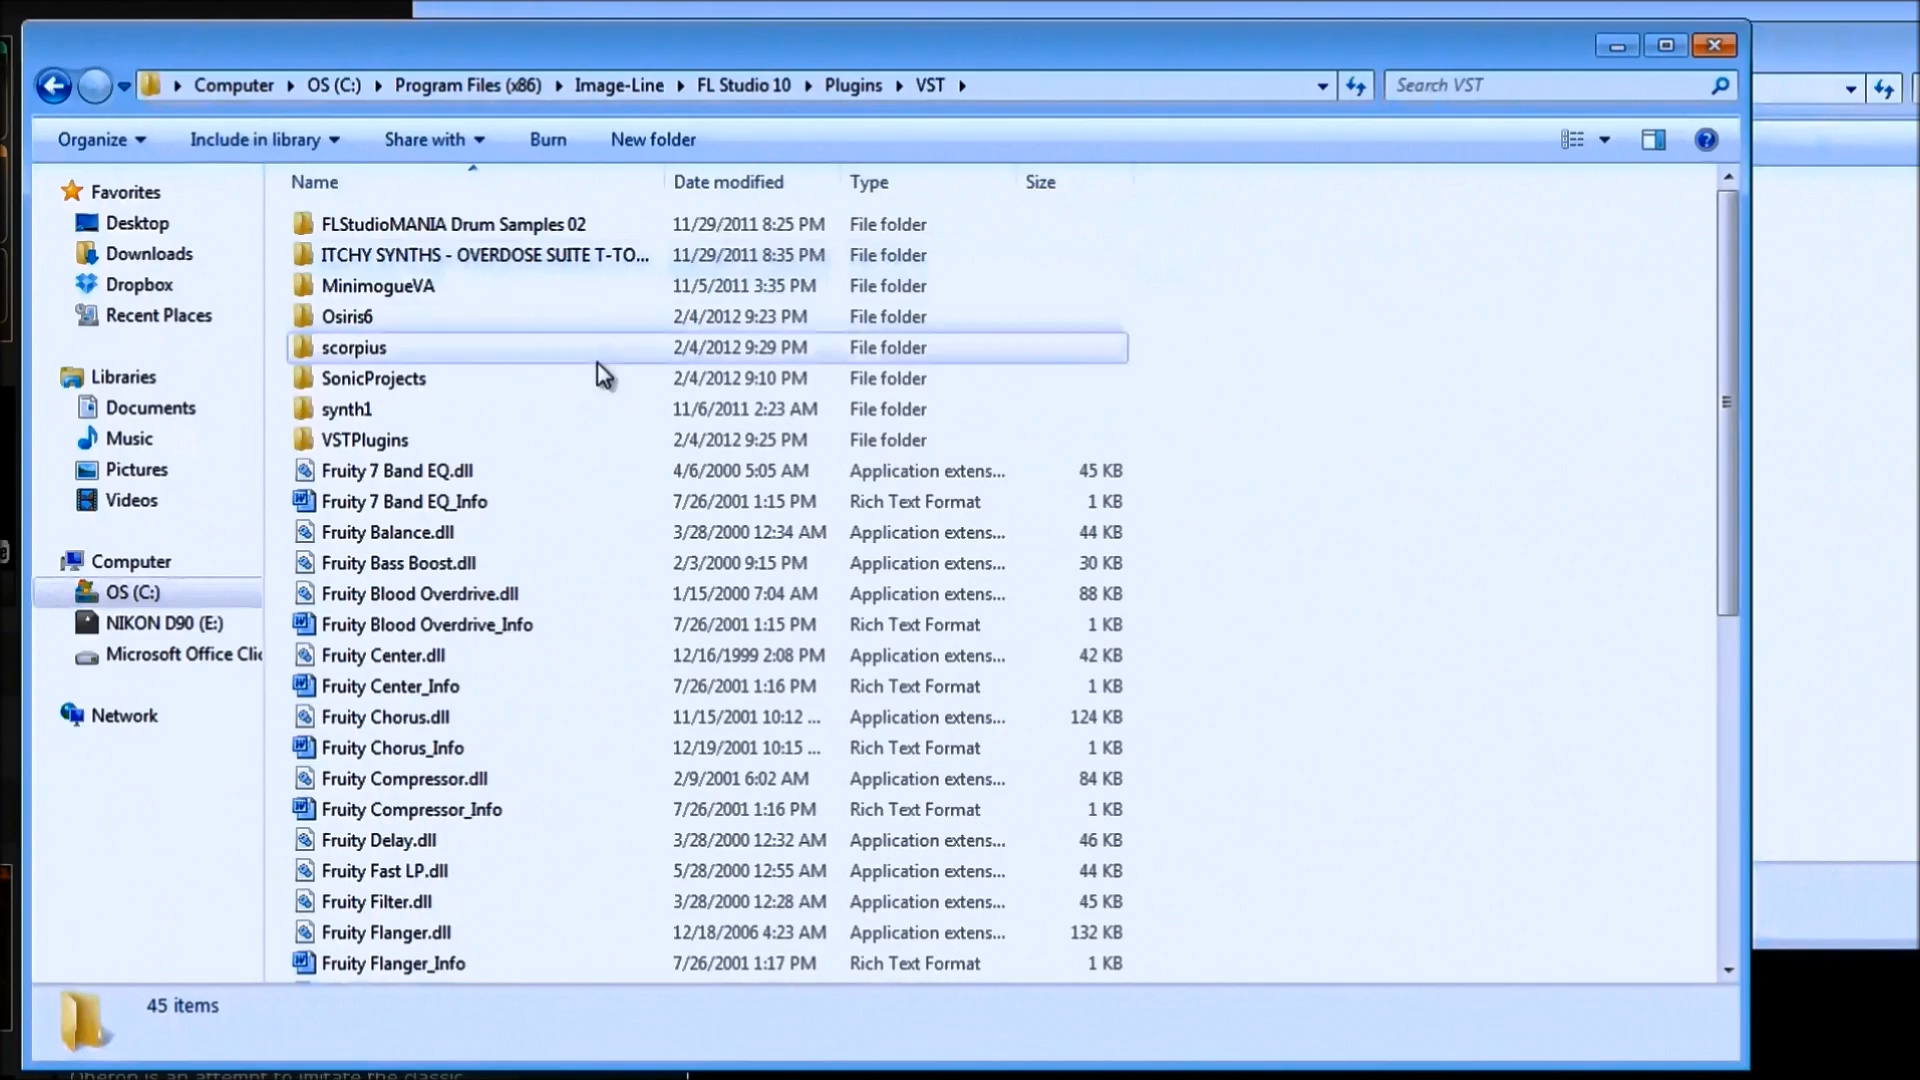 Computer OS (C:) Program Files (x86) Image-Line FL Studio 10 Plugins VST Search VST
Organize Include in library Share with Burn New folder
Favorites
Desktop
Downloads
Dropbox
Recent Places
Libraries
Documents
Music
Pictures
Videos
Computer
OS (C:)
NIKON D90 (E:)
Microsoft Office Clic
Network
Name Date modified Type Size
FLStudioMANIA Drum Samples 02 11/29/2011 8:25 PM File folder
ITCHY SYNTHS - OVERDOSE SUITE T-TO... 11/29/2011 8:35 PM File folder
MinimogueVA 11/5/2011 3:35 PM File folder
Osiris6 2/4/2012 9:23 PM File folder
scorpius 2/4/2012 9:29 PM File folder
SonicProjects 2/4/2012 9:10 PM File folder
synth1 11/6/2011 2:23 AM File folder
VSTPlugins 2/4/2012 9:25 PM File folder
Fruity 7 Band EQ.dll 4/6/2000 5:05 AM Application extens... 45 KB
Fruity 7 Band EQ_Info 7/26/2001 1:15 PM Rich Text Format 1 KB
Fruity Balance.dll 3/28/2000 12:34 AM Application extens... 44 KB
Fruity Bass Boost.dll 2/3/2000 9:15 PM Application extens... 30 KB
Fruity Blood Overdrive.dll 1/15/2000 7:04 AM Application extens... 88 KB
Fruity Blood Overdrive_Info 7/26/2001 1:15 PM Rich Text Format 1 KB
Fruity Center.dll 12/16/1999 2:08 PM Application extens... 42 KB
Fruity Center_Info 7/26/2001 1:16 PM Rich Text Format 1 KB
Fruity Chorus.dll 11/15/2001 10:12 ... Application extens... 124 KB
Fruity Chorus_Info 12/19/2001 10:15 ... Rich Text Format 1 KB
Fruity Compressor.dll 2/9/2001 6:02 AM Application extens... 84 KB
Fruity Compressor_Info 7/26/2001 1:16 PM Rich Text Format 1 KB
Fruity Delay.dll 3/28/2000 12:32 AM Application extens... 46 KB
Fruity Fast LP.dll 5/28/2000 12:55 AM Application extens... 44 KB
Fruity Filter.dll 3/28/2000 12:28 AM Application extens... 45 KB
Fruity Flanger.dll 12/18/2006 4:23 AM Application extens... 132 KB
Fruity Flanger_Info 7/26/2001 1:17 PM Rich Text Format 1 KB
45 items
Oberon is an attempt to imitate the classic